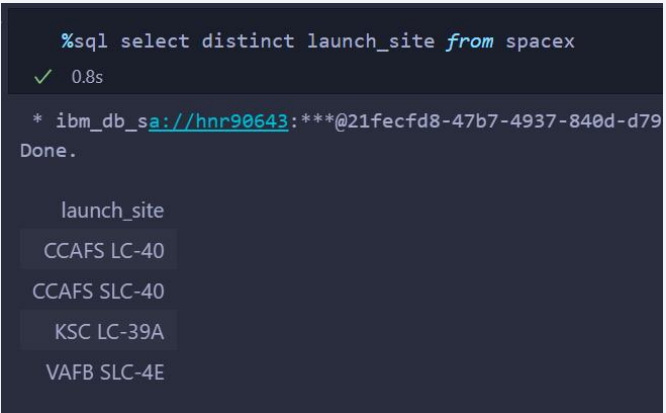 %sql select distinct launch_site from spacex
✓ 0.8s
* ibm_db_sa://hnr90643:***@21fecfd8-47b7-4937-840d-d79
Done.
launch_site
CCAFS LC-40
CCAFS SLC-40
KSC LC-39A
VAFB SLC-4E